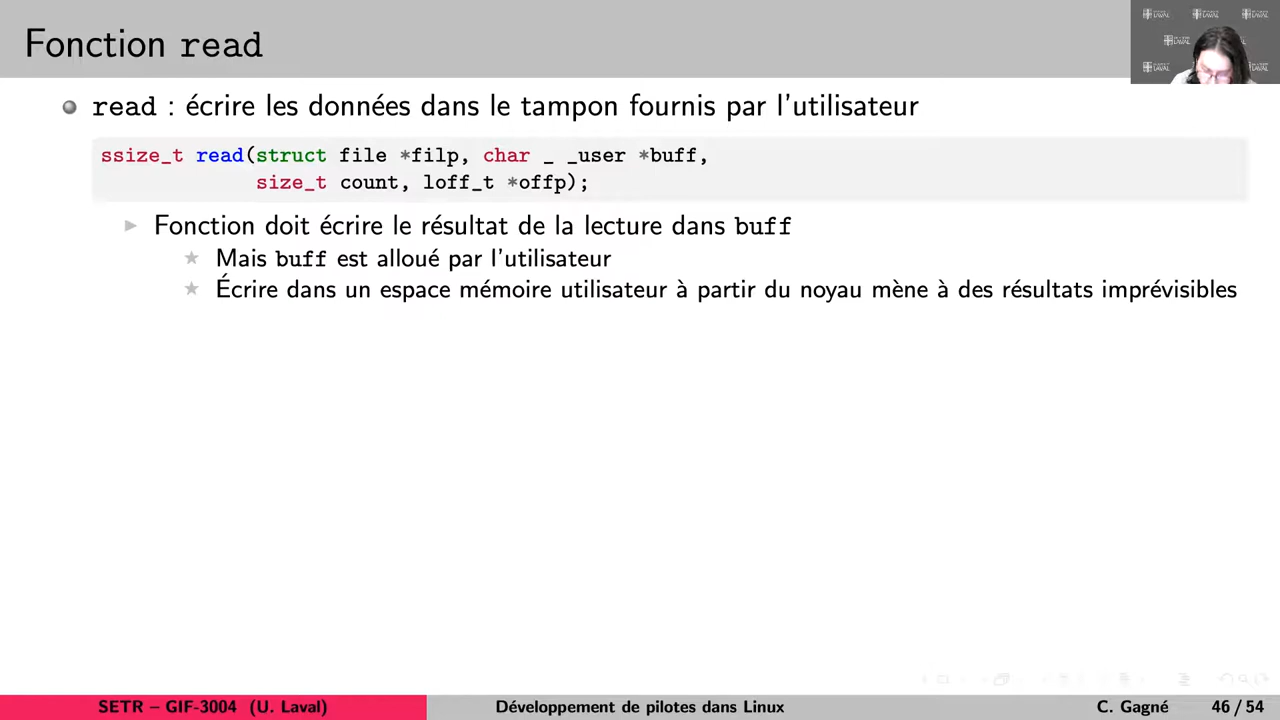 Fonction read
read : écrire les données dans le tampon fournis par l'utilisateur
ssize_t read(struct file *filp, char _ _user *buff,
size_t count, loff_t *offp);
Fonction doit écrire le résultat de la lecture dans buff
Mais buff est alloué par l'utilisateur
Écrire dans un espace mémoire utilisateur à partir du noyau mène à des résultats imprévisibles
SETR – GIF-3004 (U. Laval) Développement de pilotes dans Linux C. Gagné 46 / 54